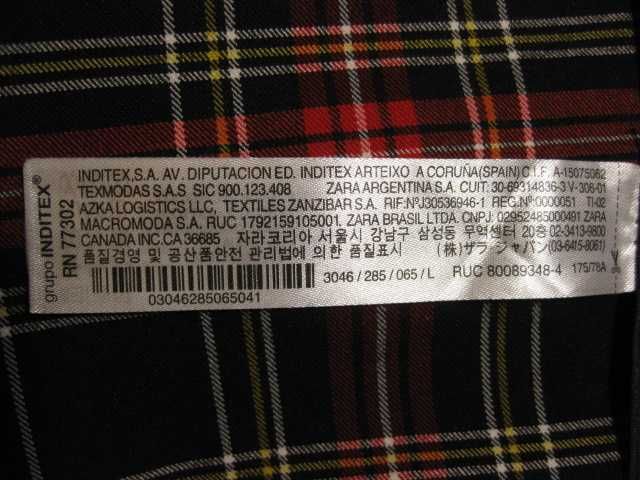 grupo INDITEX®
RN 77302
INDITEX,S.A. AV. DIPUTACION ED. INDITEX ARTEIXO A CORUÑA(SPAIN) C.I.F. A-15075062
TEXMODAS S.A.S SIC 900.123.408 ZARA ARGENTINA S.A. CUIT: 30-69314836-3 V-306-01
AZKA LOGISTICS LLC, TEXTILES ZANZIBAR S.A. RIF:NºJ30536946-1 REG.Nº0000051 TI-02
MACROMODA S.A. RUC 1792159105001. ZARA BRASIL LTDA. CNPJ: 02952485000491 ZARA
CANADA INC.CA 36685 자라코리아 서울시 강남구 삼성동 무역센터 20층 02-3413-9800
품질경영 및 공산품안전 관리법에 의한 품질표시 (株)ザラ・ジャパン(03-6415-8061)
3046 / 285 / 065 / L RUC 80089348-4 175/78A
03046285065041